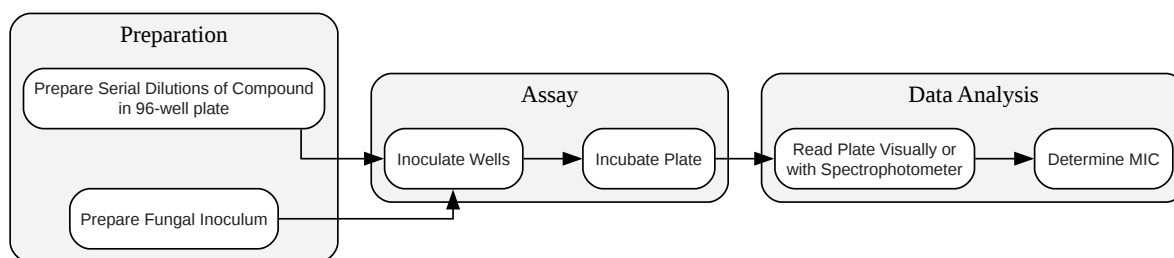 Preparation
Prepare Serial Dilutions of Compound
in 96-well plate
Prepare Fungal Inoculum
Assay
Inoculate Wells
Incubate Plate
Data Analysis
Read Plate Visually or
with Spectrophotometer
Determine MIC